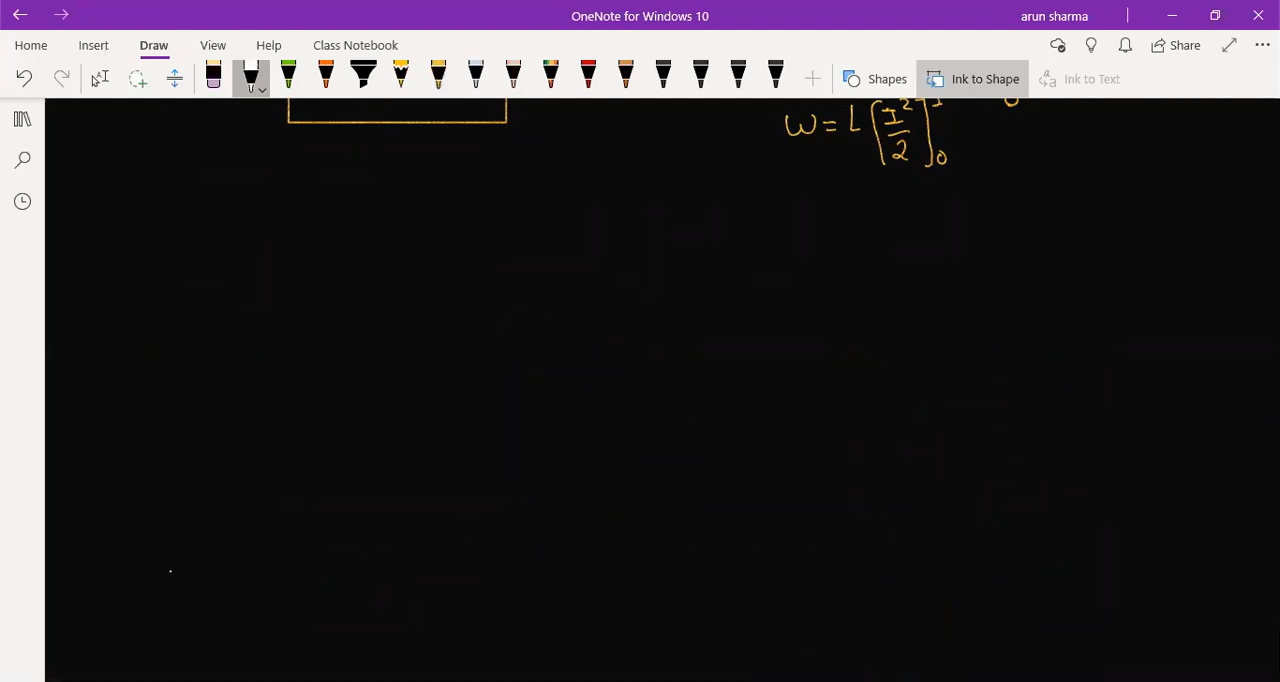 OneNote for Windows 10
arun sharma
Home Insert Draw View Help Class Notebook
Share
Shapes Ink to Shape Ink to Text
W = L [I²/2]
0